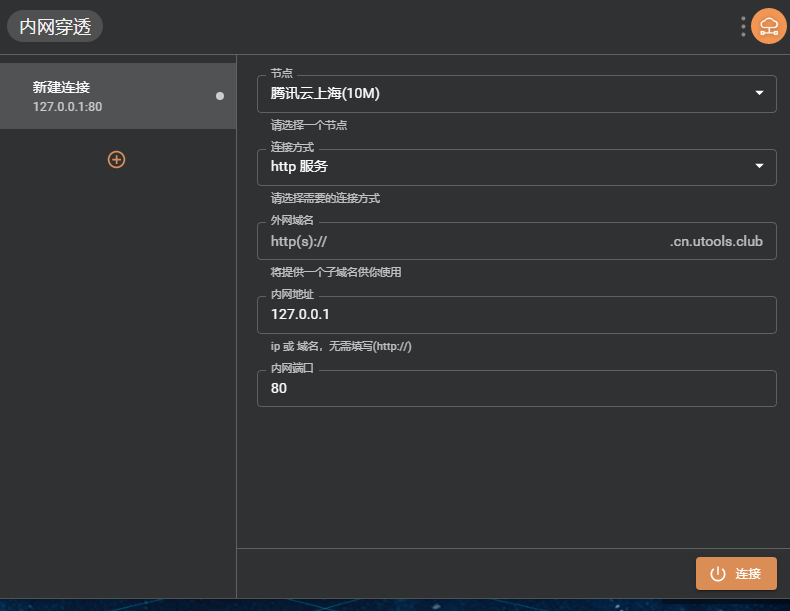 内网穿透
新建连接
127.0.0.1:80
节点
腾讯云上海(10M)
请选择一个节点
连接方式
http 服务
请选择需要的连接方式
外网域名
http(s):// .cn.utools.club
将提供一个子域名供你使用
内网地址
127.0.0.1
ip 或 域名，无需填写(http://)
内网端口
80
连接